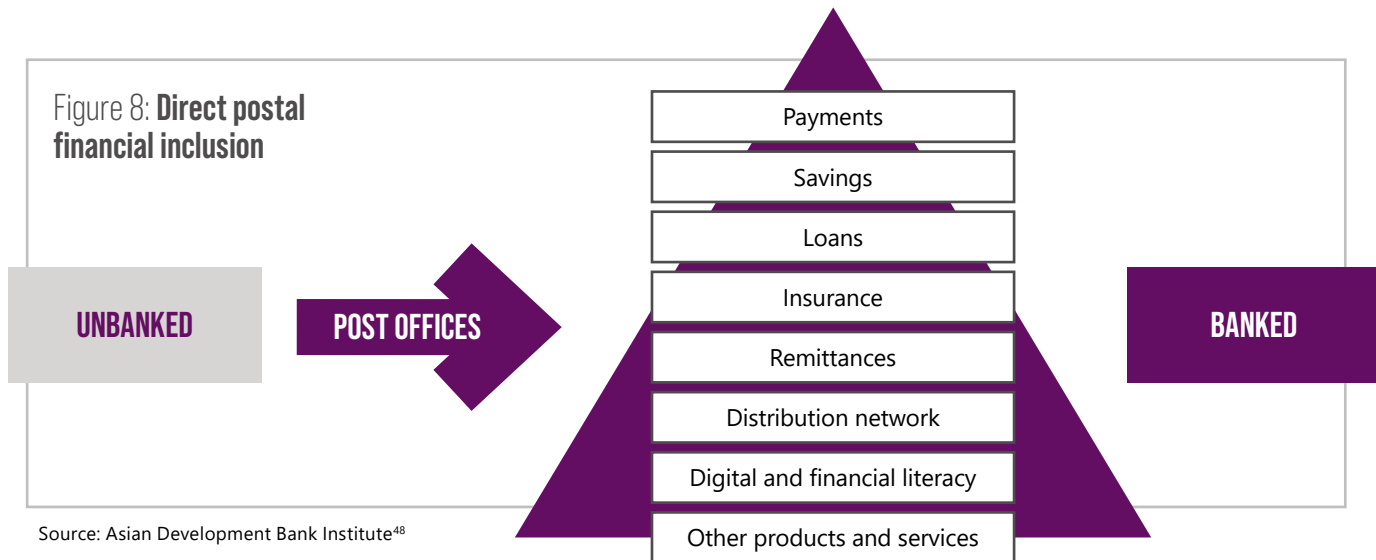 Figure 8: Direct postal
financial inclusion
UNBANKED
POST OFFICES
Payments
Savings
Loans
Insurance
Remittances
Distribution network
Digital and financial literacy
Other products and services
BANKED
Source: Asian Development Bank Institute⁴⁸